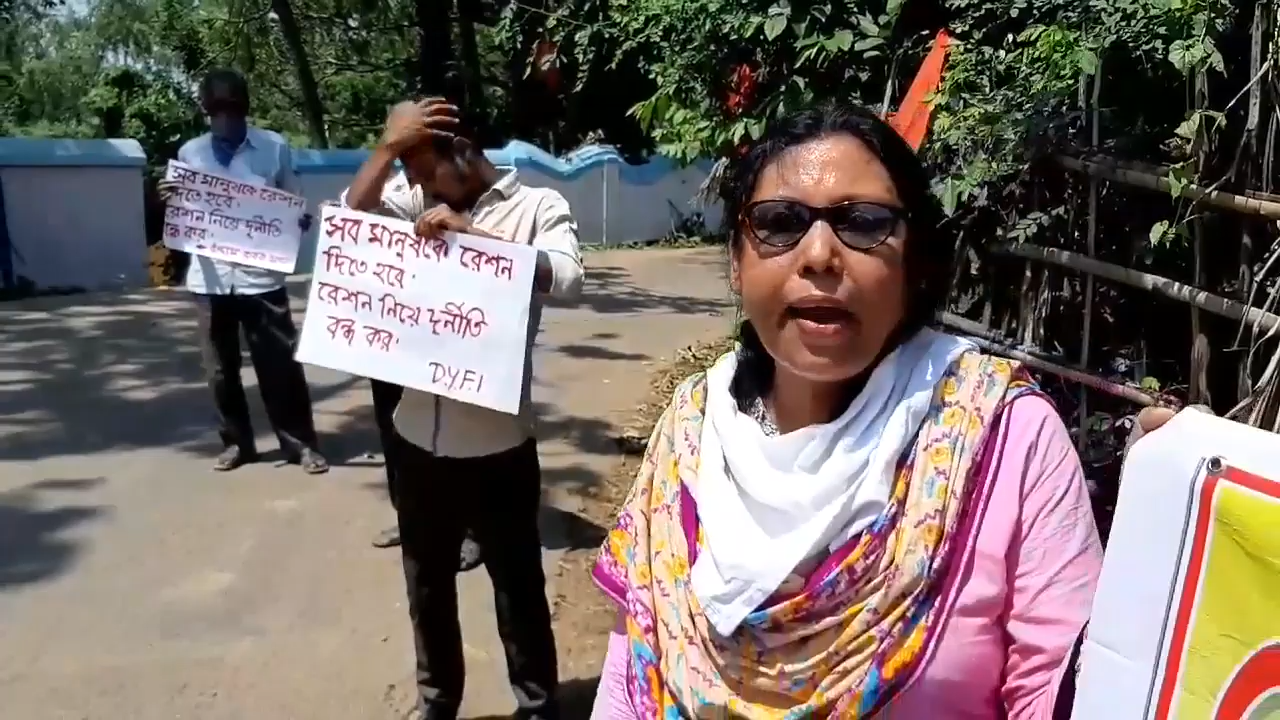 সব মানুষকে রেশন
দিতে হবে।
রেশন নিয়ে দুর্নীতি
বন্ধ কর।
সব মানুষকে রেশন
দিতে হবে।
রেশন নিয়ে দুর্নীতি
বন্ধ কর।
D.Y.F.I